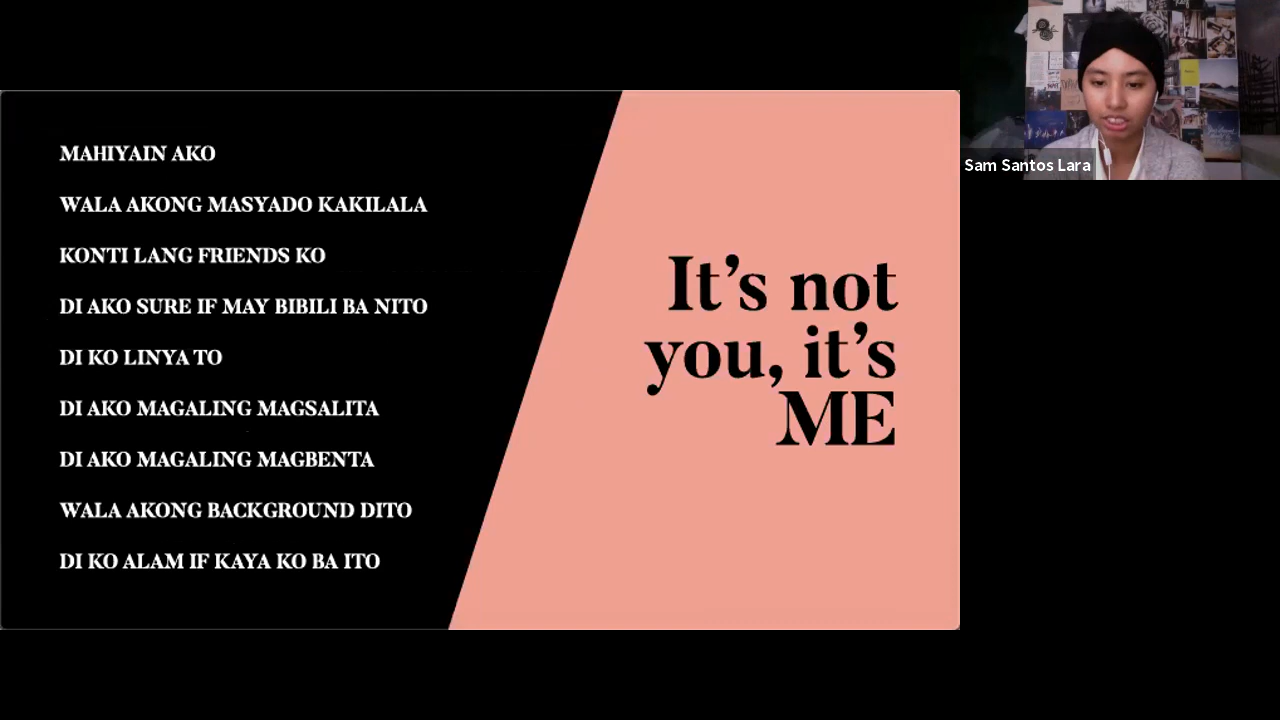 MAHIYAIN AKO
WALA AKONG MASYADO KAKILALA
KONTI LANG FRIENDS KO
DI AKO SURE IF MAY BIBILI BA NITO
DI KO LINYA TO
DI AKO MAGALING MAGSALITA
DI AKO MAGALING MAGBENTA
WALA AKONG BACKGROUND DITO
DI KO ALAM IF KAYA KO BA ITO
It’s not
you, it’s
ME
Sam Santos Lara